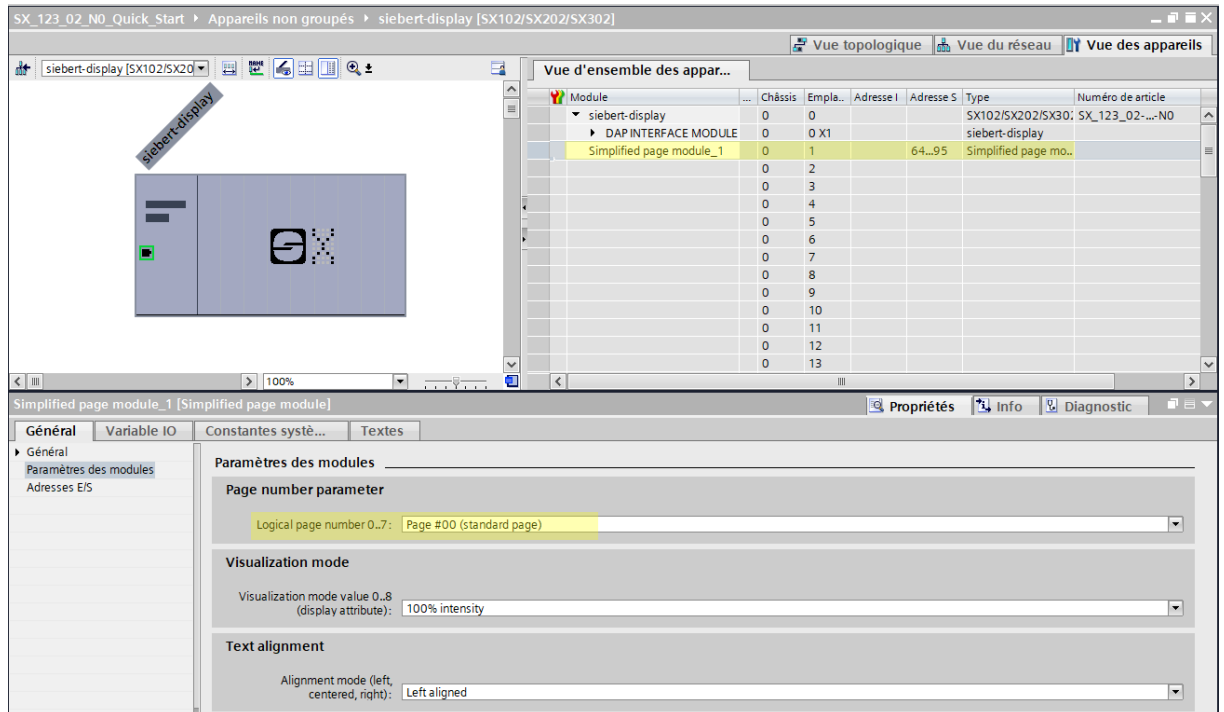 SX_123_02_N0_Quick_Start ▸ Appareils non groupés ▸ siebert-display [SX102/SX202/SX302]
Vue topologique Vue du réseau Vue des appareils
siebert-display [SX102/SX20
Vue d'ensemble des appar...
Module ... Châssis Empla.. Adresse I Adresse S Type Numéro de article
siebert-display 0 0 SX102/SX202/SX30: SX_123_02-...-N0
DAP INTERFACE MODULE 0 0 X1 siebert-display
Simplified page module_1 0 1 64...95 Simplified page mo..
0 2
0 3
0 4
0 5
0 6
0 7
0 8
0 9
0 10
0 11
0 12
0 13
siebert-display
100%
Simplified page module_1 [Simplified page module]
Propriétés Info Diagnostic
Général Variable IO Constantes systè... Textes
Général
Paramètres des modules
Adresses E/S
Paramètres des modules
Page number parameter
Logical page number 0..7: Page #00 (standard page)
Visualization mode
Visualization mode value 0..8
(display attribute): 100% intensity
Text alignment
Alignment mode (left,
centered, right): Left aligned